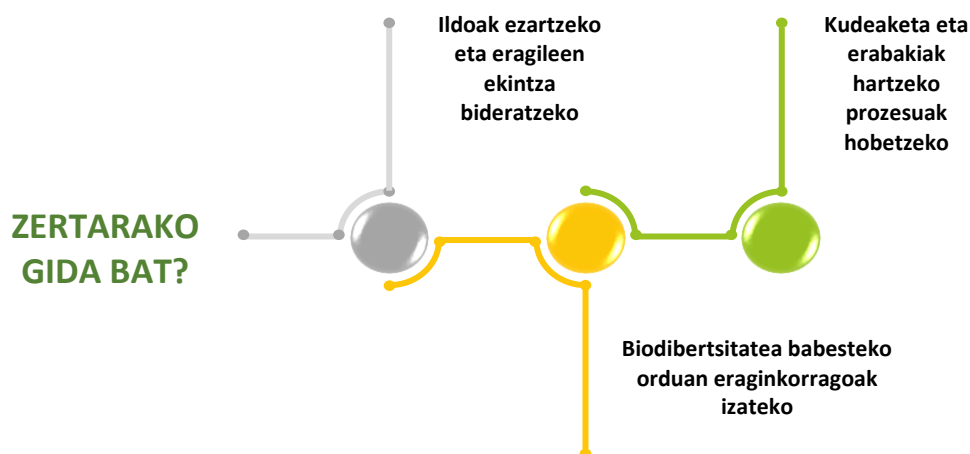 ZERTARAKO
GIDA BAT?
Ildoak ezartzeko
eta eragileen
ekintza
bideratzeko
Biodibertsitatea babesteko
orduan eraginkorragoak
izateko
Kudeaketa eta
erabakiak
hartzeko
prozesuak
hobetzeko